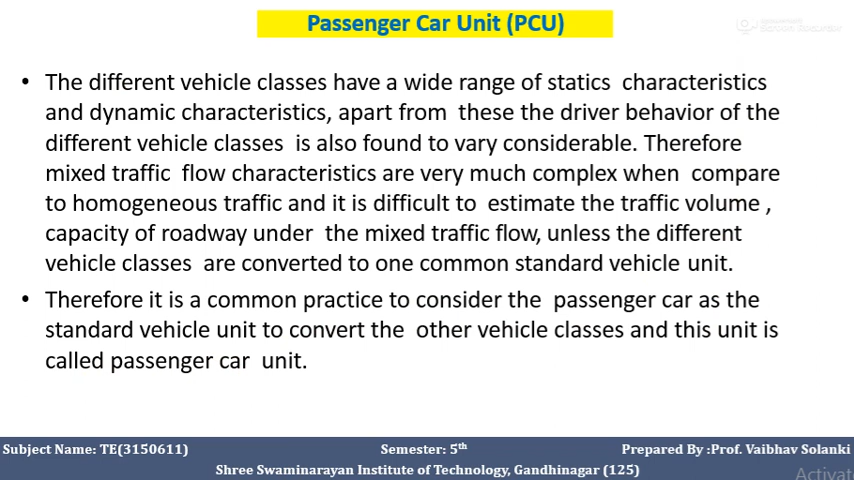 Passenger Car Unit (PCU)
• The different vehicle classes have a wide range of statics characteristics
and dynamic characteristics, apart from these the driver behavior of the
different vehicle classes is also found to vary considerable. Therefore
mixed traffic flow characteristics are very much complex when compare
to homogeneous traffic and it is difficult to estimate the traffic volume ,
capacity of roadway under the mixed traffic flow, unless the different
vehicle classes are converted to one common standard vehicle unit.
• Therefore it is a common practice to consider the passenger car as the
standard vehicle unit to convert the other vehicle classes and this unit is
called passenger car unit.
Subject Name: TE(3150611) Semester: 5th Prepared By :Prof. Vaibhav Solanki
Shree Swaminarayan Institute of Technology, Gandhinagar (125)
Activat